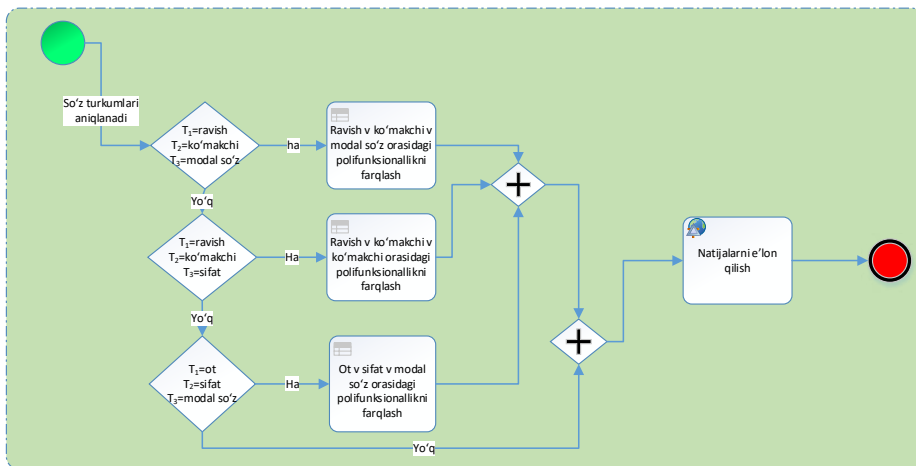 So‘z turkumlari
aniqlanadi
T₁=ravish
T₂=ko‘makchi
T₃=modal so‘z
ha
Ravish v ko‘makchi v
modal so‘z orasidagi
polifunksionallikni
farqlash
Yo‘q
T₁=ravish
T₂=ko‘makchi
T₃=sifat
Ha
Ravish v ko‘makchi v
ko‘makchi orasidagi
polifunksionallikni
farqlash
Natijalarni e’lon
qilish
Yo‘q
T₁=ot
T₂=sifat
T₃=modal so‘z
Ha
Ot v sifat v modal
so‘z orasidagi
polifunksionallikni
farqlash
Yo‘q